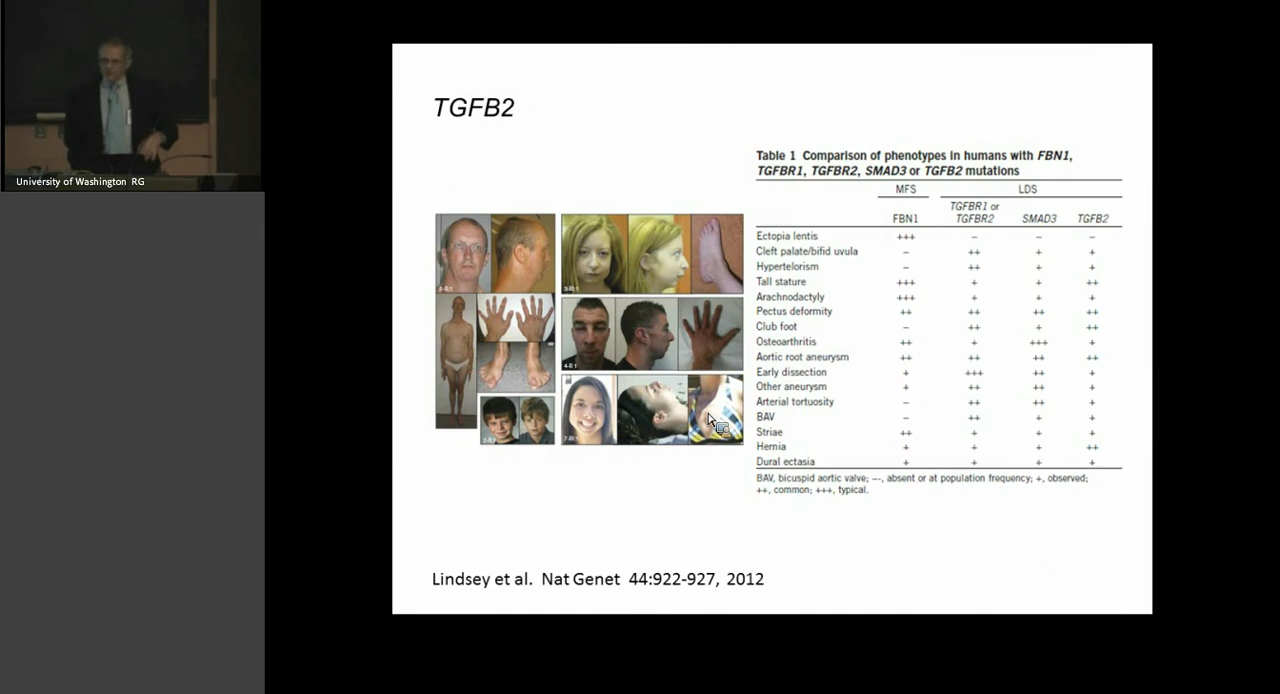 University of Washington RG
TGFB2
Table 1 Comparison of phenotypes in humans with FBN1,
TGFBR1, TGFBR2, SMAD3 or TGFB2 mutations
MFS LDS
FBN1 TGFBR1 or TGFBR2 SMAD3 TGFB2
Ectopia lentis +++ – – –
Cleft palate/bifid uvula – ++ + +
Hypertelorism – ++ + +
Tall stature +++ + + ++
Arachnodactyly +++ + + +
Pectus deformity ++ ++ ++ ++
Club foot – ++ + ++
Osteoarthritis ++ + +++ +
Aortic root aneurysm ++ ++ ++ ++
Early dissection + +++ ++ +
Other aneurysm + ++ ++ +
Arterial tortuosity – ++ ++ +
BAV – ++ + +
Striae ++ + + +
Hernia + + + ++
Dural ectasia + + + +
BAV, bicuspid aortic valve; –, absent or at population frequency; +, observed;
++, common; +++, typical.
Lindsey et al. Nat Genet 44:922-927, 2012